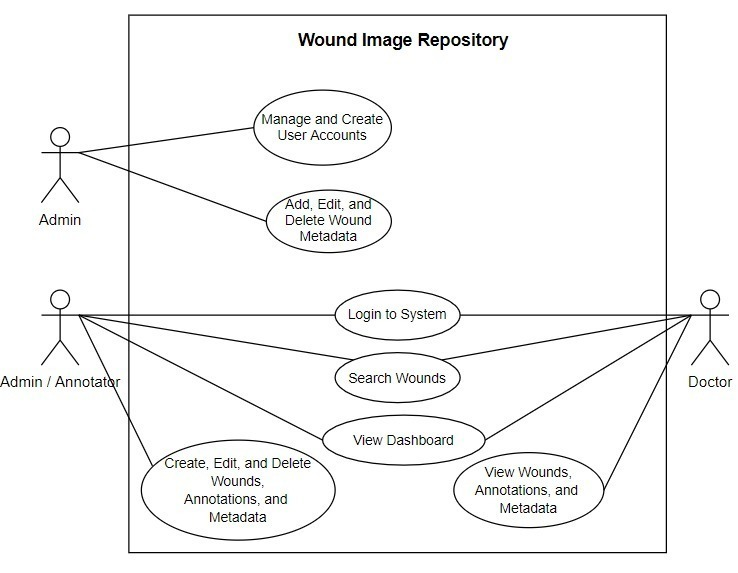 Wound Image Repository
Manage and Create
User Accounts
Admin
Add, Edit, and
Delete Wound
Metadata
Login to System
Admin / Annotator
Search Wounds
Doctor
View Dashboard
Create, Edit, and Delete
Wounds,
Annotations, and
Metadata
View Wounds,
Annotations, and
Metadata